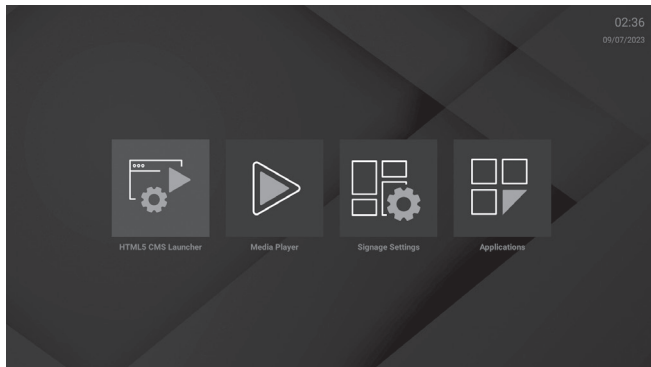 02:36
09/07/2023
HTML5 CMS Launcher
Media Player
Signage Settings
Applications